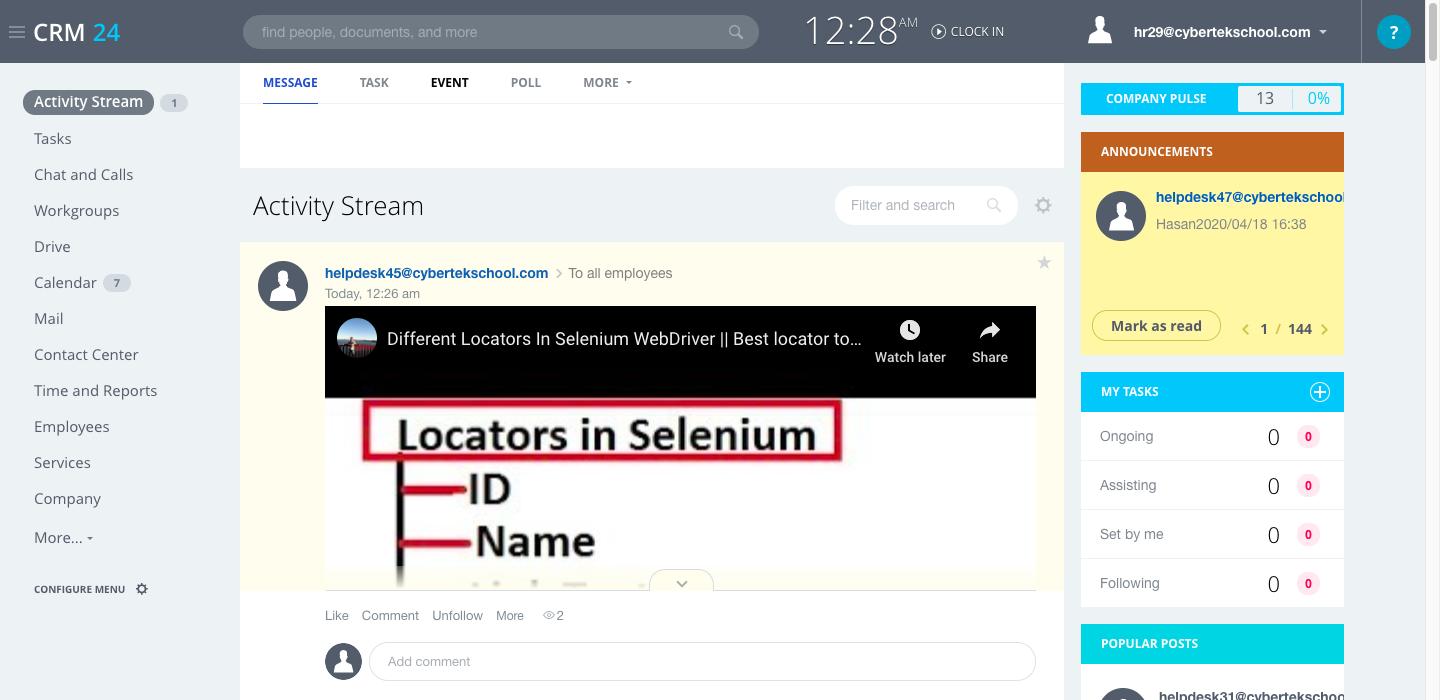 CRM 24
find people, documents, and more
12:28 AM
CLOCK IN
hr29@cybertekschool.com
?
Activity Stream 1
Tasks
Chat and Calls
Workgroups
Drive
Calendar 7
Mail
Contact Center
Time and Reports
Employees
Services
Company
More...
CONFIGURE MENU
MESSAGE TASK EVENT POLL MORE
Activity Stream
Filter and search
helpdesk45@cybertekschool.com > To all employees
Today, 12:26 am
Different Locators In Selenium WebDriver || Best locator to...
Watch later
Share
Locators in Selenium
ID
Name
Like Comment Unfollow More 2
Add comment
COMPANY PULSE 13 0%
ANNOUNCEMENTS
helpdesk47@cybertekschool
Hasan2020/04/18 16:38
Mark as read
1 / 144
MY TASKS
Ongoing 0 0
Assisting 0 0
Set by me 0 0
Following 0 0
POPULAR POSTS
helpdesk31@cybertekschoo